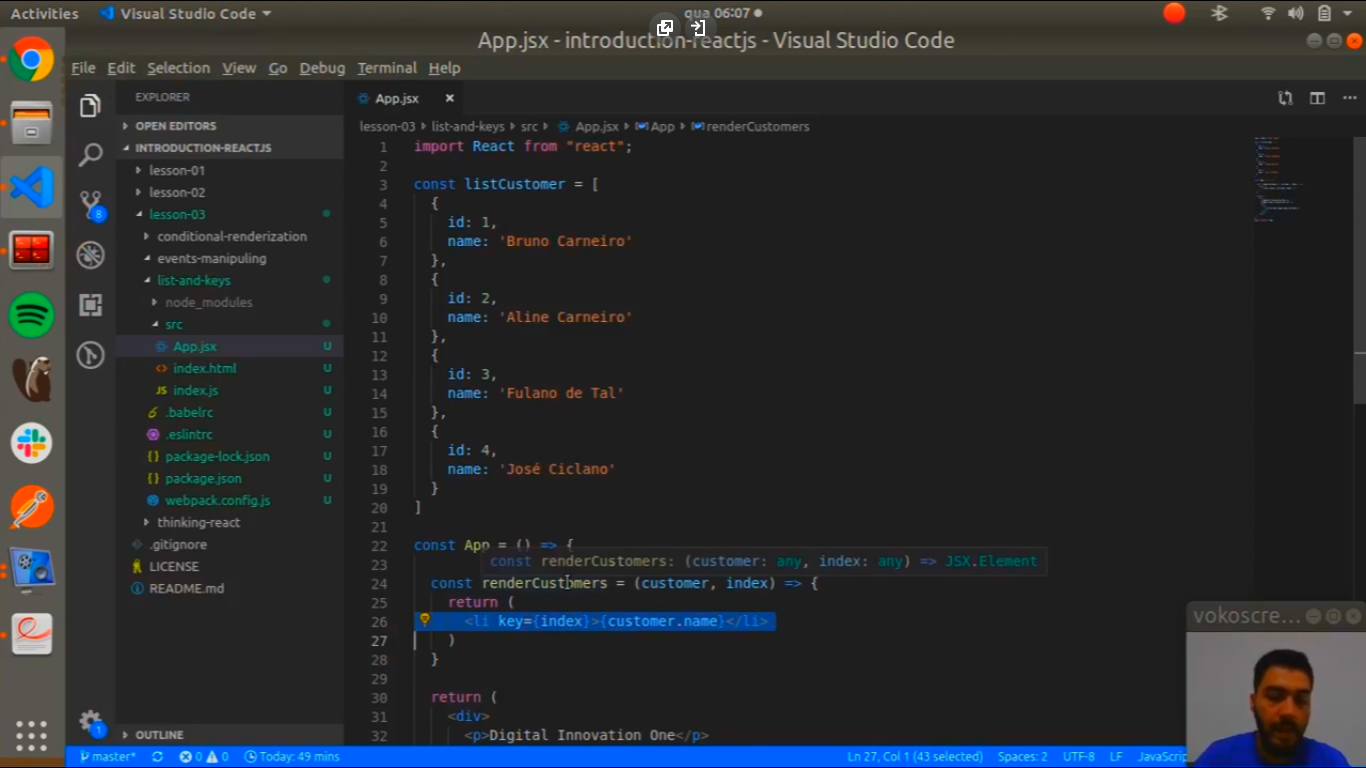 Activities Visual Studio Code qua 06:07
App.jsx - introduction-reactjs - Visual Studio Code
File Edit Selection View Go Debug Terminal Help
EXPLORER
OPEN EDITORS
INTRODUCTION-REACTJS
lesson-01
lesson-02
lesson-03
conditional-renderization
events-manipuling
list-and-keys
node_modules
src
App.jsx U
index.html U
index.js U
.babelrc U
.eslintrc U
package-lock.json U
package.json U
webpack.config.js U
thinking-react
.gitignore
LICENSE
README.md
OUTLINE
8
1
JS
App.jsx
lesson-03 list-and-keys src App.jsx App renderCustomers
1 import React from "react";
2
3 const listCustomer = [
4 {
5 id: 1,
6 name: 'Bruno Carneiro'
7 },
8 {
9 id: 2,
10 name: 'Aline Carneiro'
11 },
12 {
13 id: 3,
14 name: 'Fulano de Tal'
15 },
16 {
17 id: 4,
18 name: 'José Ciclano'
19 }
20 ]
21
22 const App = () => {
23 const renderCustomers: (customer: any, index: any) => JSX.Element
24 const renderCustomers = (customer, index) => {
25 return (
26 <li key={index}>{customer.name}</li>
27 )
28 }
29
30 return (
31 <div>
32 <p>Digital Innovation One</p>
vokoscre...
master* 0 0 Today: 49 mins Ln 27, Col 1 (43 selected) Spaces: 2 UTF-8 LF JavaScrip